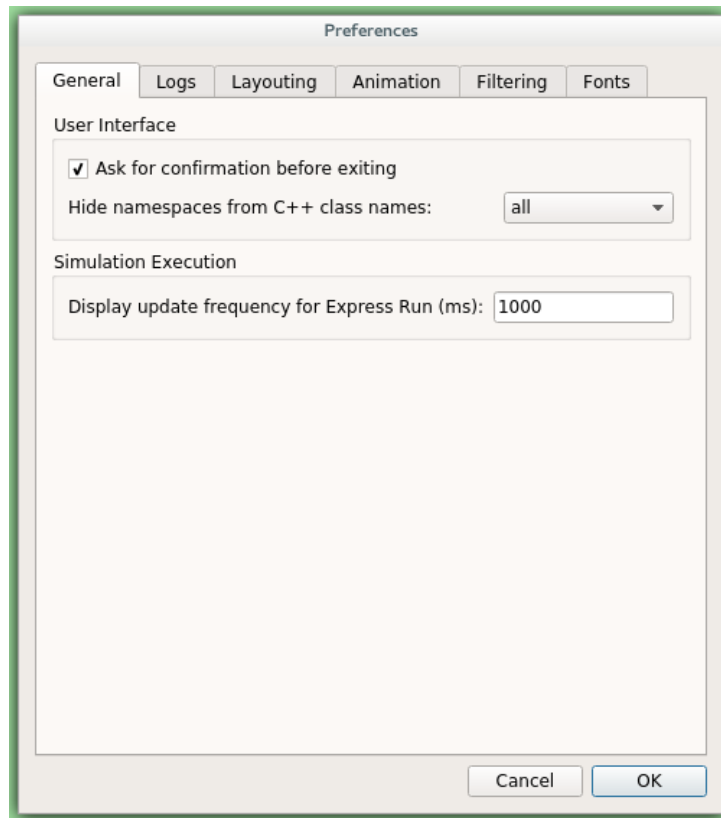 Preferences
General Logs Layouting Animation Filtering Fonts
User Interface
Ask for confirmation before exiting
Hide namespaces from C++ class names: all
Simulation Execution
Display update frequency for Express Run (ms): 1000
Cancel OK